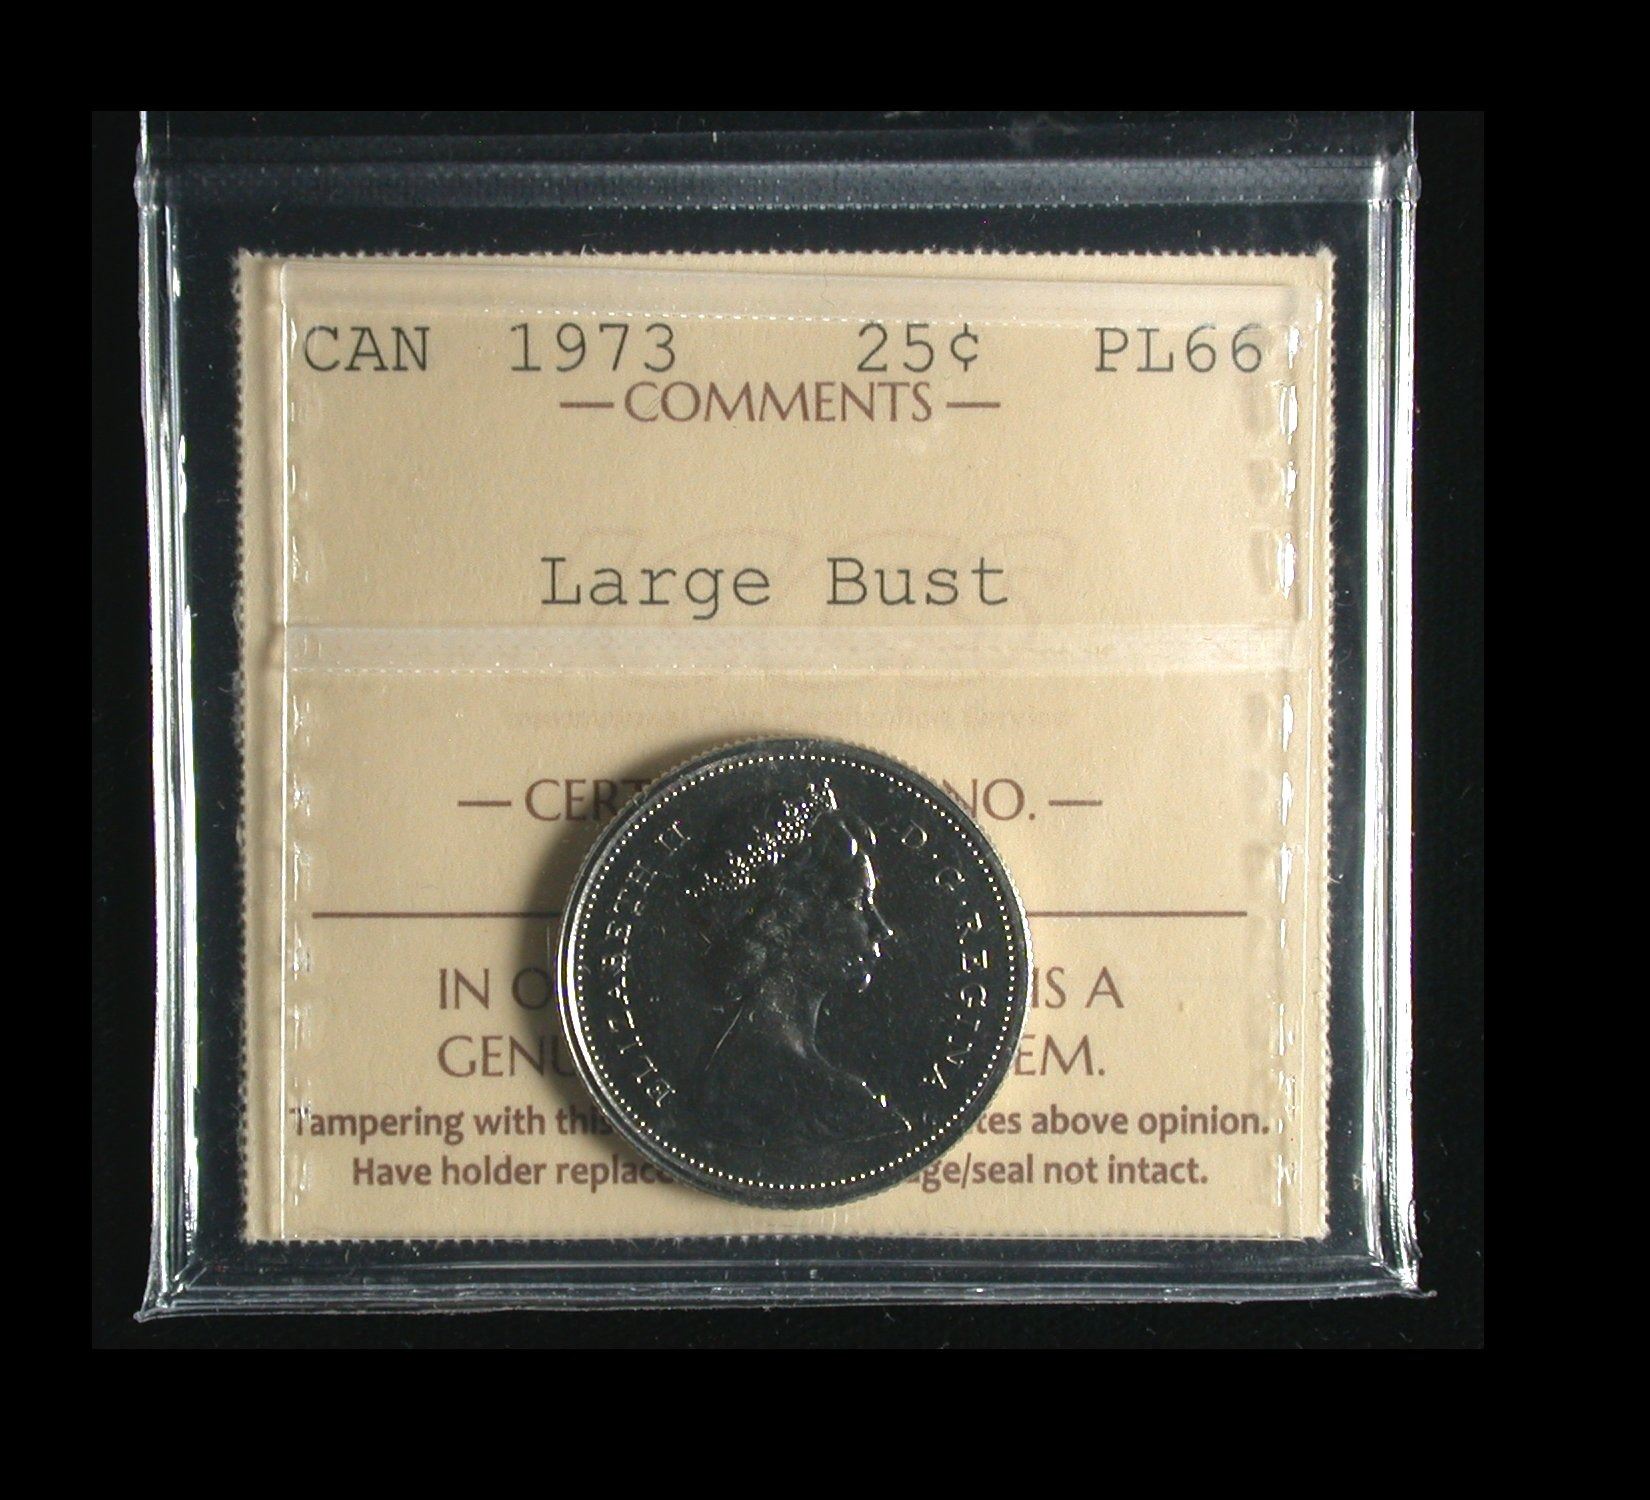 CAN 1973 25¢ PL66
— COMMENTS —
Large Bust
— CERT NO. —
ELIZABETH II D·G·REGINA
IN O IS A
GENU EM.
Tampering with this tes above opinion.
Have holder replace ge/seal not intact.